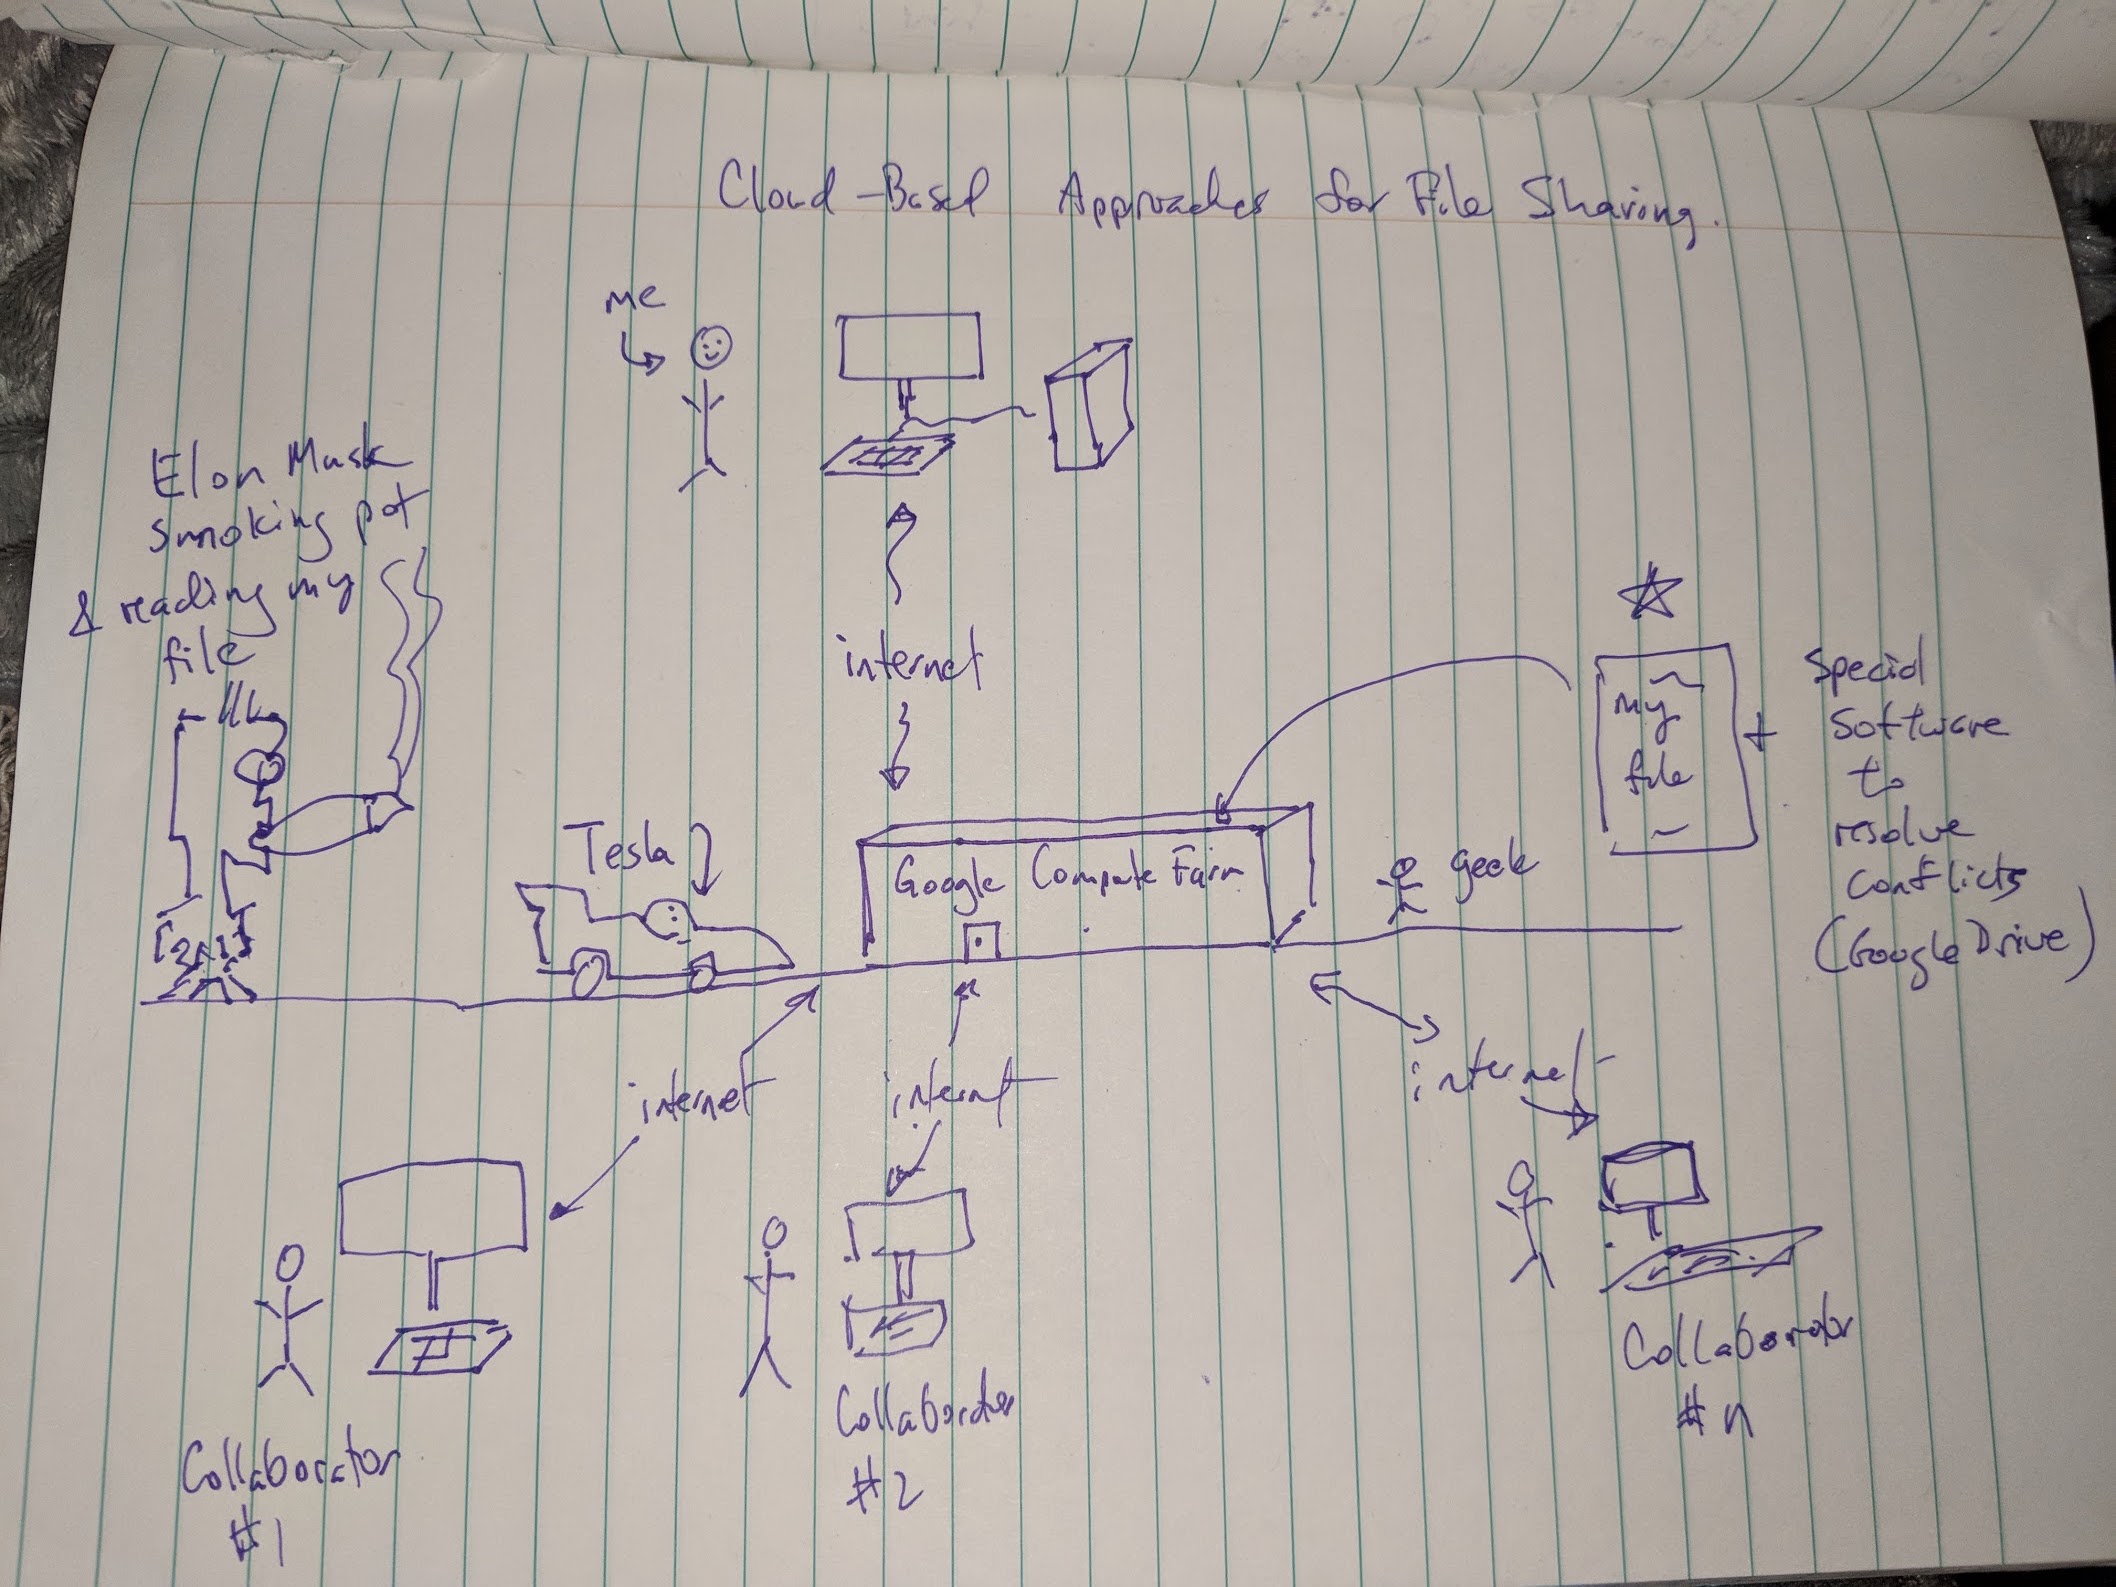 Cloud-Based Approaches for File Sharing.
me
Elon Musk
smoking pot
& reading my
file
internet
my
file
+
Special
Software
to
resolve
conflicts
(Google Drive)
Tesla
Google Compute Farm
geek
internet
internt
internet
Collaborator
#1
Collaborator
#2
Collaborator
#n